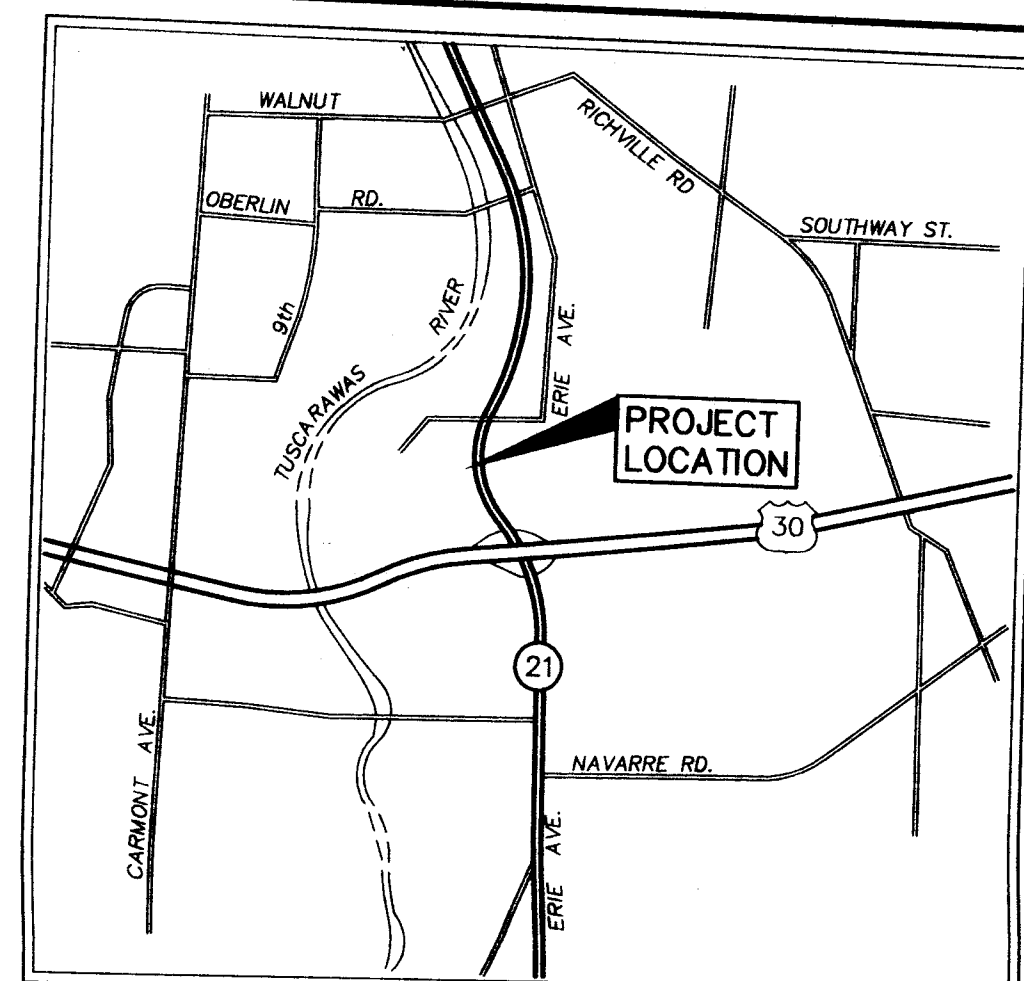 WALNUT
RICHVILLE RD
OBERLIN RD.
SOUTHWAY ST.
9th
RIVER
TUSCARAWAS
ERIE AVE.
PROJECT
LOCATION
30
21
CARMONT AVE.
NAVARRE RD.
ERIE AVE.